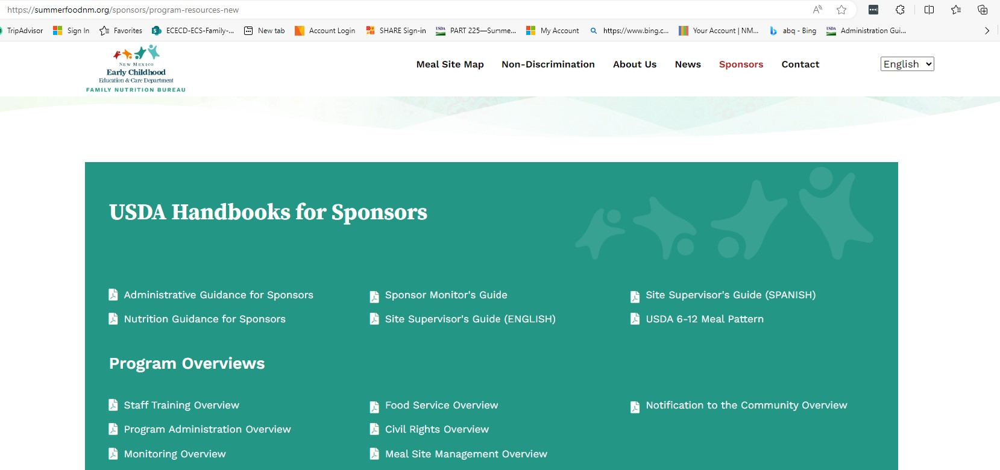 https://summerfoodnm.org/sponsors/program-resources-new
TripAdvisor Sign In Favorites ECECD-ECS-Family-... New tab Account Login SHARE Sign-in USDA PART 225—Summe... My Account https://www.bing.c... Your Account | NM... abq - Bing USDA Administration Gui...
New Mexico
Early Childhood
Education & Care Department
FAMILY NUTRITION BUREAU
Meal Site Map Non-Discrimination About Us News Sponsors Contact English
USDA Handbooks for Sponsors
Administrative Guidance for Sponsors Sponsor Monitor's Guide Site Supervisor's Guide (SPANISH)
Nutrition Guidance for Sponsors Site Supervisor's Guide (ENGLISH) USDA 6-12 Meal Pattern
Program Overviews
Staff Training Overview Food Service Overview Notification to the Community Overview
Program Administration Overview Civil Rights Overview
Monitoring Overview Meal Site Management Overview